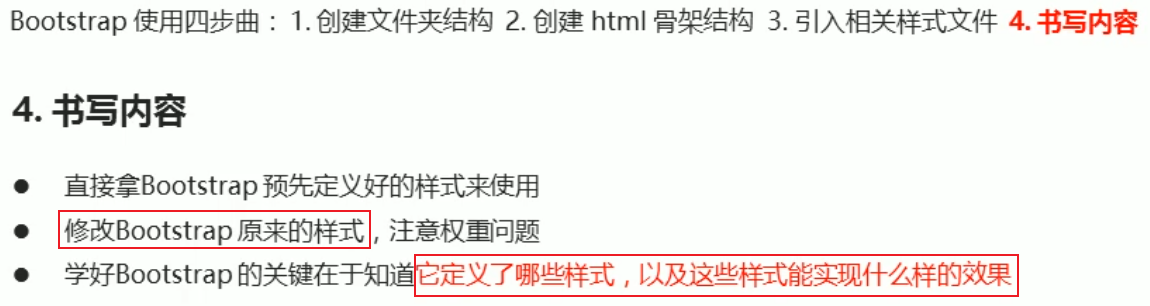 Bootstrap 使用四步曲：1. 创建文件夹结构 2. 创建 html 骨架结构 3. 引入相关样式文件 4. 书写内容
4. 书写内容
● 直接拿Bootstrap 预先定义好的样式来使用
● 修改Bootstrap 原来的样式，注意权重问题
● 学好Bootstrap 的关键在于知道它定义了哪些样式，以及这些样式能实现什么样的效果